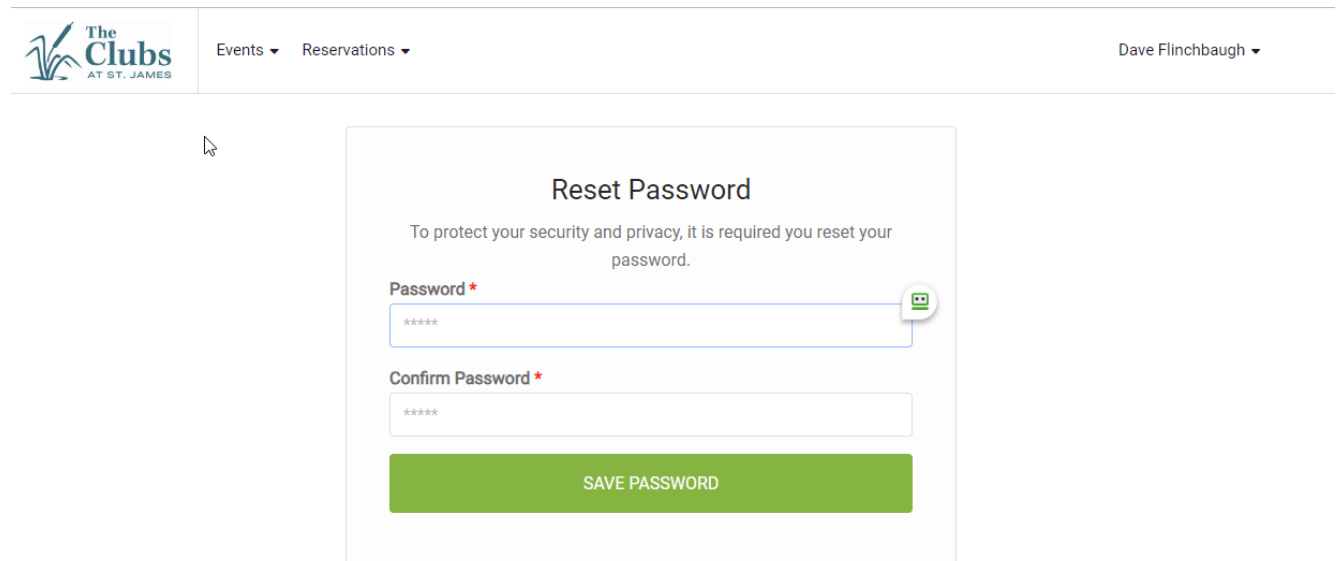 The
Clubs
AT ST. JAMES
Events
Reservations
Dave Flinchbaugh
Reset Password
To protect your security and privacy, it is required you reset your
password.
Password *
*****
Confirm Password *
*****
SAVE PASSWORD